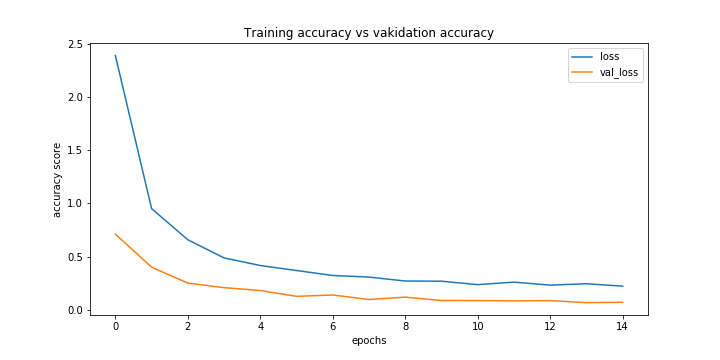 Training accuracy vs vakidation accuracy
2.5
2.0
1.5
1.0
0.5
0.0
accuracy score
loss
val_loss
0 2 4 6 8 10 12 14
epochs